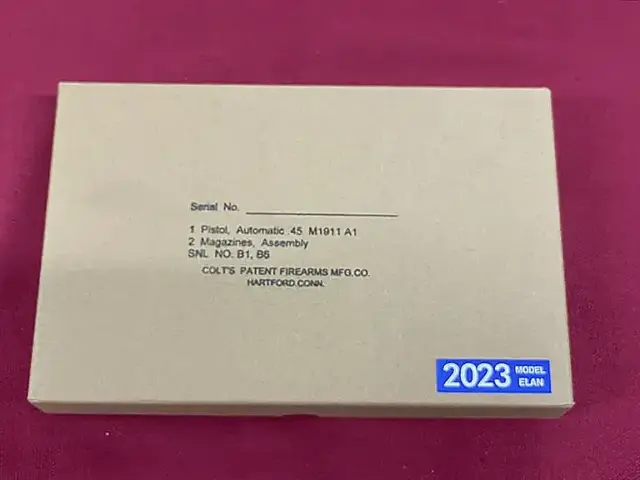 Serial No.
1 Pistol, Automatic .45 M1911 A1
2 Magazines, Assembly
SNL NO. B1, B6
COLT'S PATENT FIREARMS MFG.CO.
HARTFORD.CONN.
2023 MODEL
ELAN